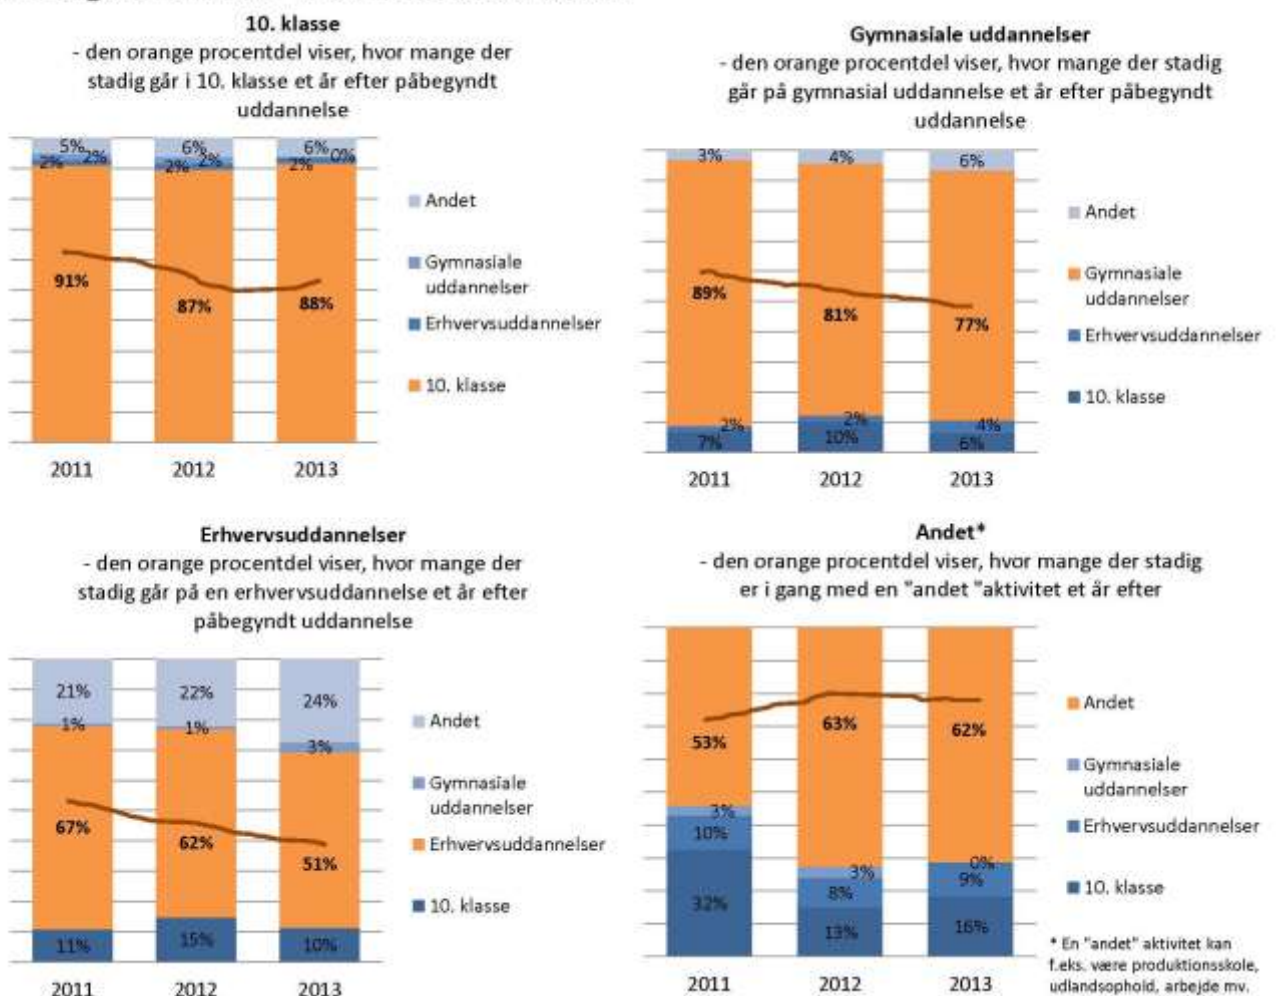 10. klasse
- den orange procentdel viser, hvor mange der
stadig går i 10. klasse et år efter påbegyndt
uddannelse
5%
2%
2%
6%
2%
2%
6%
0%
2%
91%
87%
88%
Andet
Gymnasiale
uddannelser
Erhvervsuddannelser
10. klasse
2011
2012
2013
Gymnasiale uddannelser
- den orange procentdel viser, hvor mange der stadig
går på gymnasial uddannelse et år efter påbegyndt
uddannelse
3%
4%
6%
89%
81%
77%
2%
2%
4%
7%
10%
6%
Andet
Gymnasiale
uddannelser
Erhvervsuddannelser
10. klasse
2011
2012
2013
Erhvervsuddannelser
- den orange procentdel viser, hvor mange der
stadig går på en erhvervsuddannelse et år efter
påbegyndt uddannelse
21%
22%
24%
1%
1%
3%
67%
62%
51%
11%
15%
10%
Andet
Gymnasiale
uddannelser
Erhvervsuddannelser
10. klasse
2011
2012
2013
Andet*
- den orange procentdel viser, hvor mange der stadig
er i gang med en "andet "aktivitet et år efter
53%
63%
62%
3%
3%
0%
10%
8%
9%
32%
13%
16%
Andet
Gymnasiale
uddannelser
Erhvervsuddannelser
10. klasse
2011
2012
2013
* En "andet" aktivitet kan
f.eks. være produktionsskole,
udlandsophold, arbejde mv.